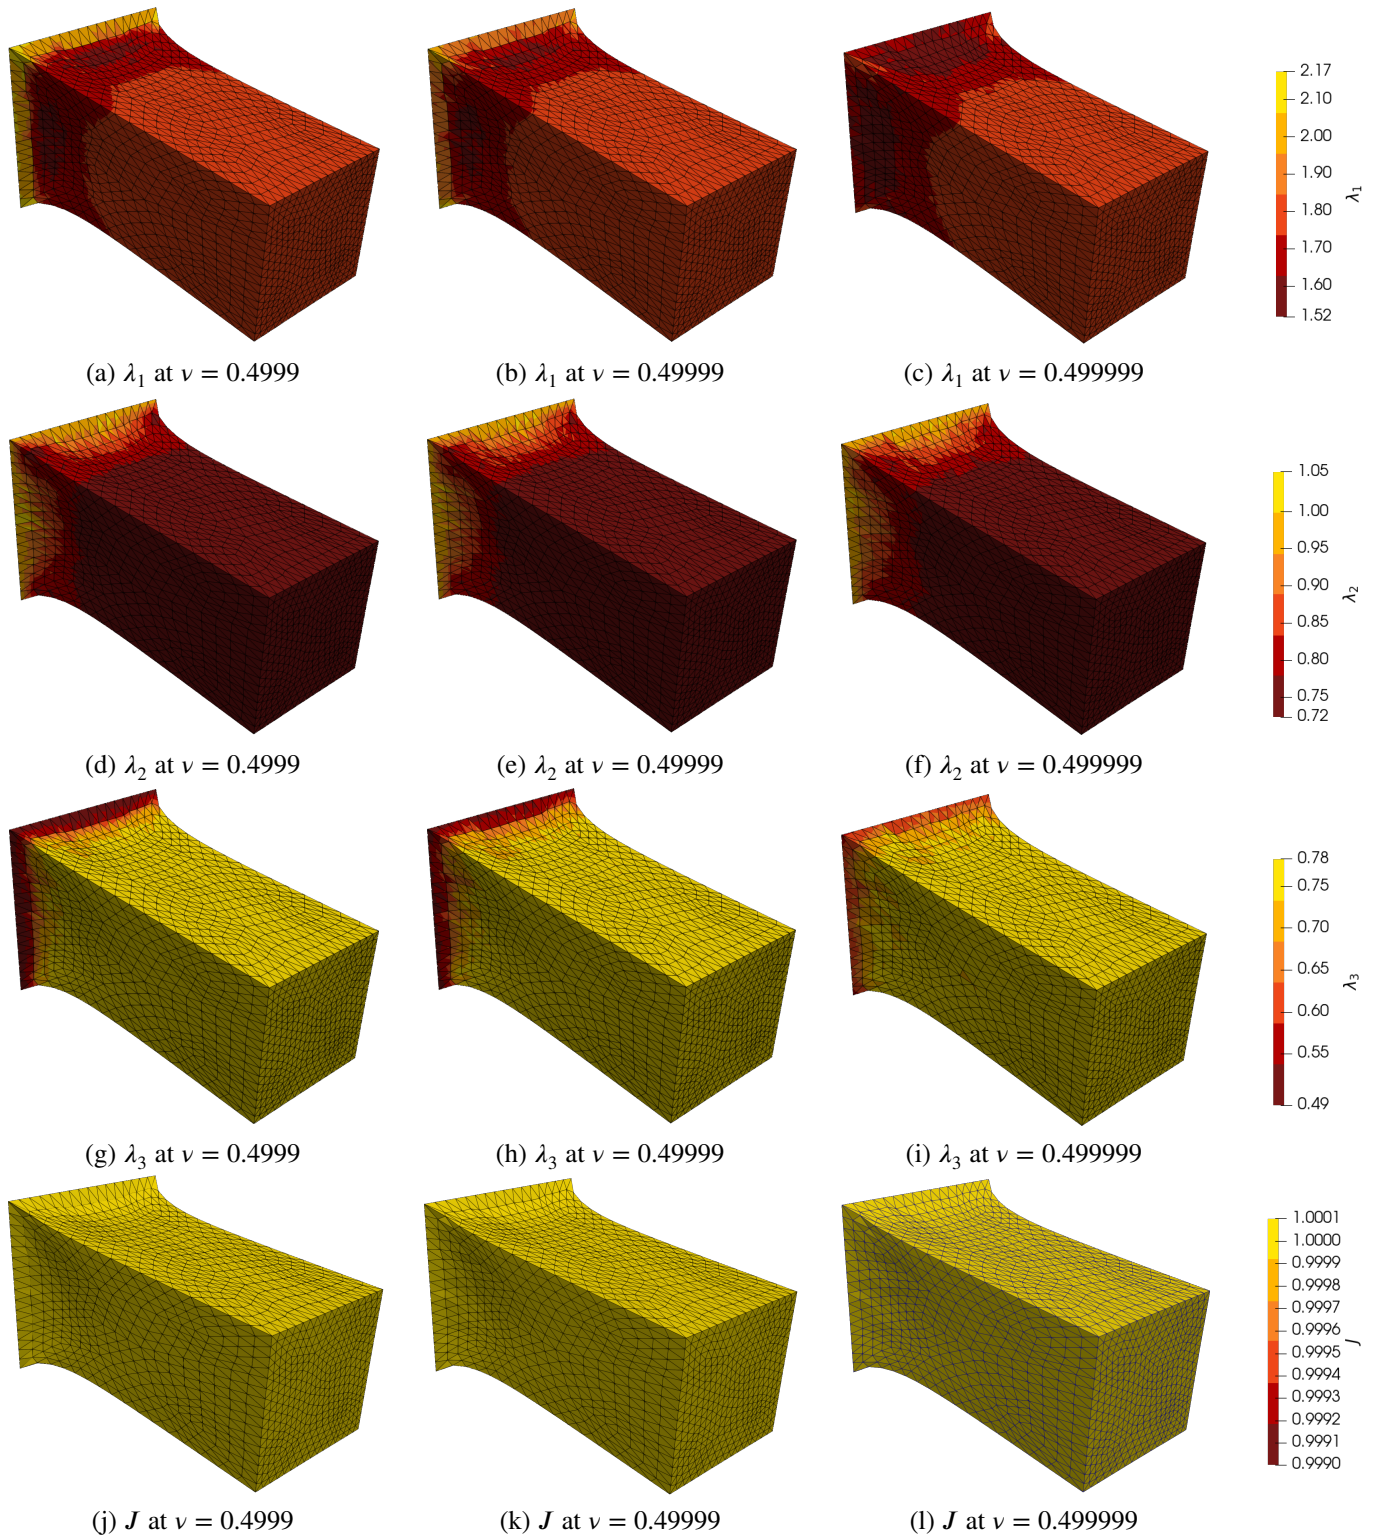 2.17
2.10
2.00
1.90
1.80
1.70
1.60
1.52
λ₁
(a) λ₁ at ν = 0.4999
(b) λ₁ at ν = 0.49999
(c) λ₁ at ν = 0.499999
1.05
1.00
0.95
0.90
0.85
0.80
0.75
0.72
λ₂
(d) λ₂ at ν = 0.4999
(e) λ₂ at ν = 0.49999
(f) λ₂ at ν = 0.499999
0.78
0.75
0.70
0.65
0.60
0.55
0.49
λ₃
(g) λ₃ at ν = 0.4999
(h) λ₃ at ν = 0.49999
(i) λ₃ at ν = 0.499999
1.0001
1.0000
0.9999
0.9998
0.9997
0.9996
0.9995
0.9994
0.9993
0.9992
0.9991
0.9990
J
(j) J at ν = 0.4999
(k) J at ν = 0.49999
(l) J at ν = 0.499999